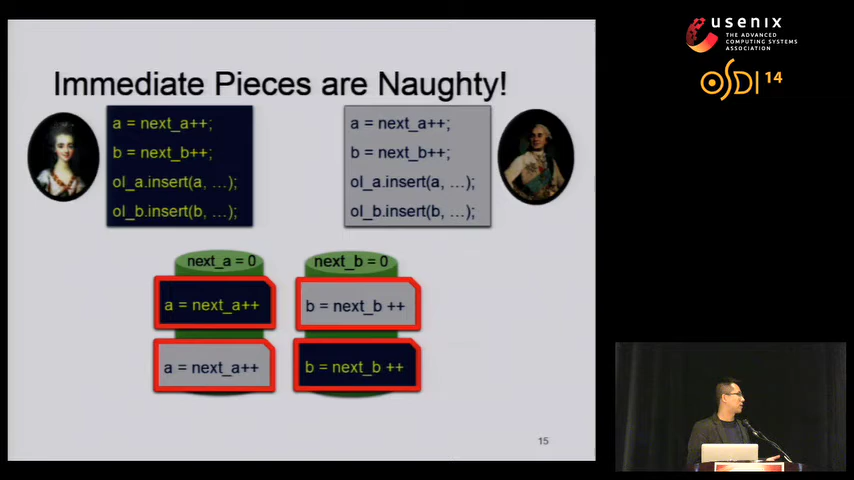 usenix
THE ADVANCED
COMPUTING SYSTEMS
ASSOCIATION
OSDI 14
Immediate Pieces are Naughty!
a = next_a++;
b = next_b++;
ol_a.insert(a, …);
ol_b.insert(b, …);
a = next_a++;
b = next_b++;
ol_a.insert(a, …);
ol_b.insert(b, …);
next_a = 0
next_b = 0
a = next_a++
b = next_b ++
a = next_a++
b = next_b ++
15